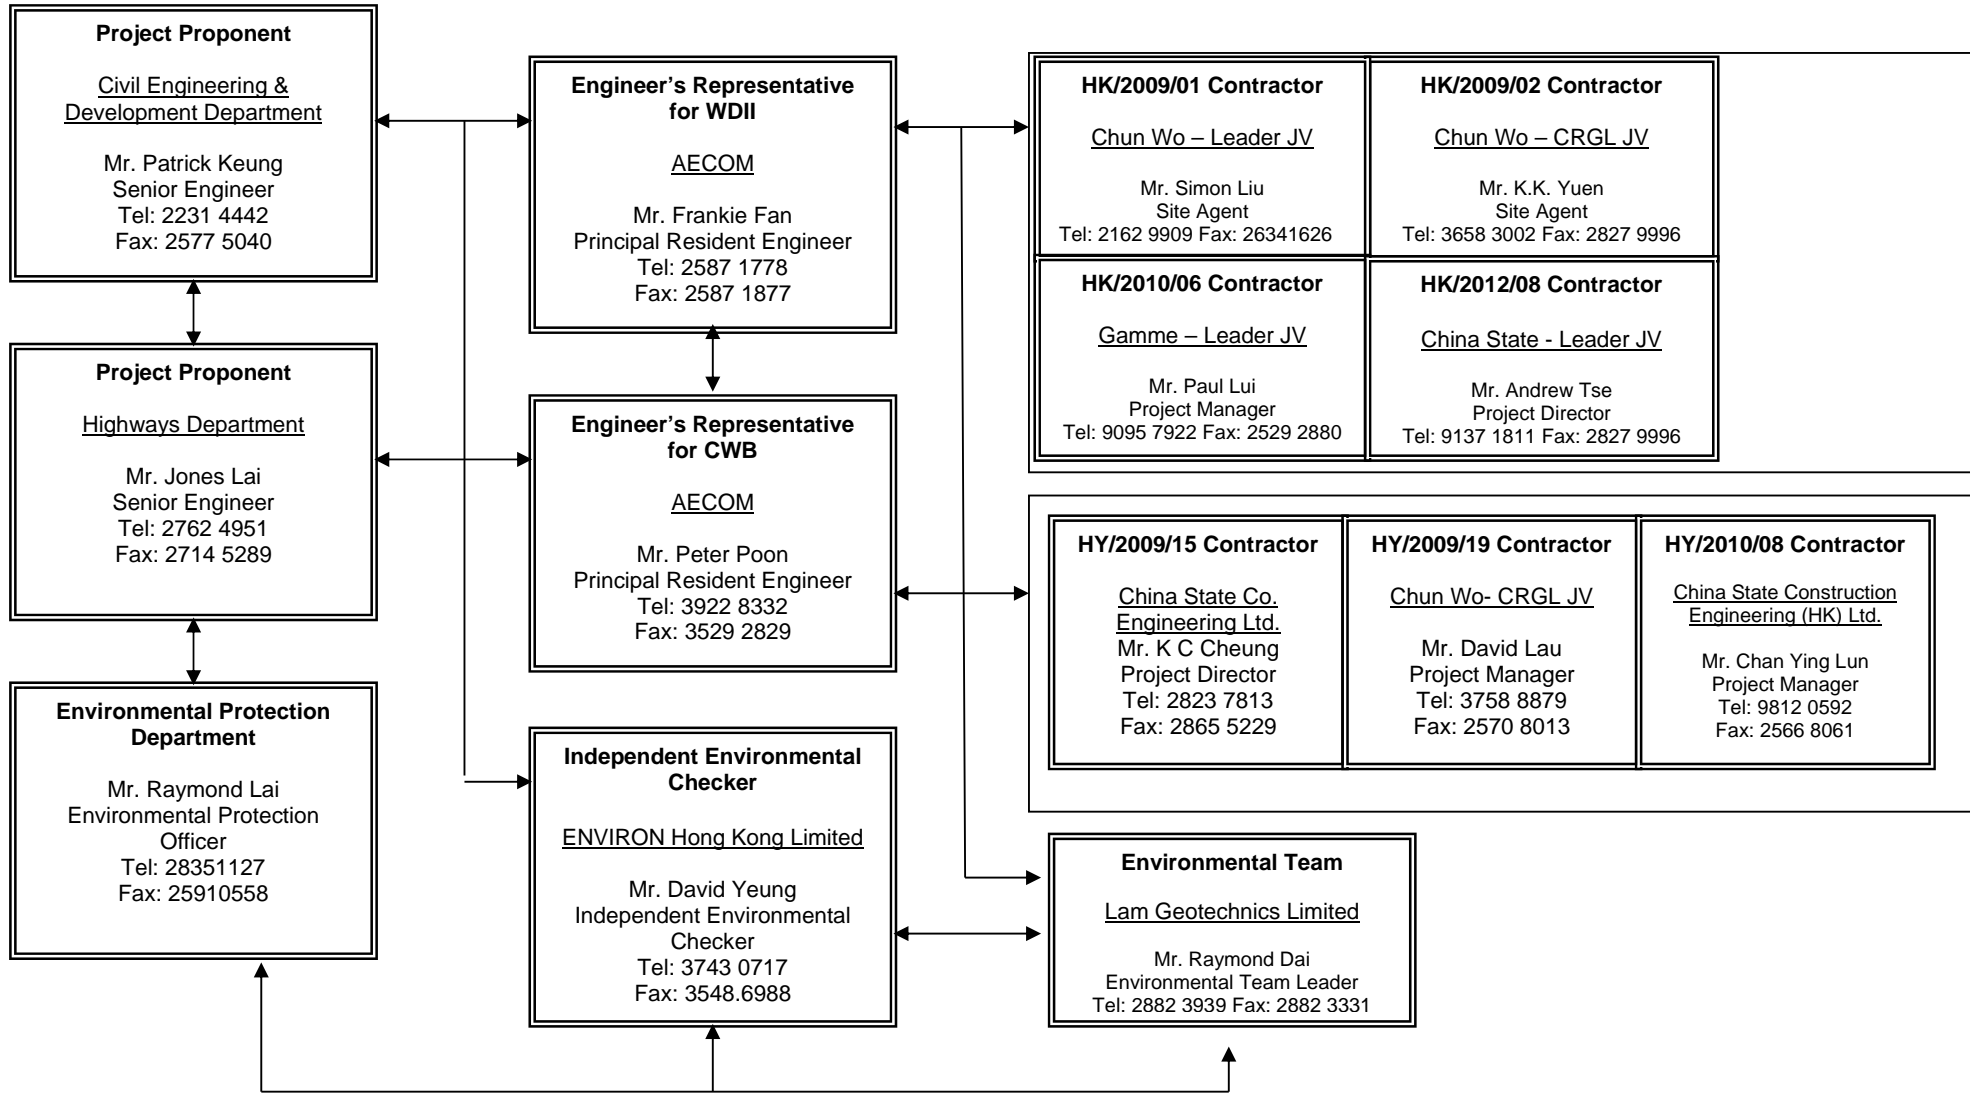 Project Proponent
Civil Engineering &
Development Department
Mr. Patrick Keung
Senior Engineer
Tel: 2231 4442
Fax: 2577 5040
Project Proponent
Highways Department
Mr. Jones Lai
Senior Engineer
Tel: 2762 4951
Fax: 2714 5289
Environmental Protection
Department
Mr. Raymond Lai
Environmental Protection
Officer
Tel: 28351127
Fax: 25910558
Engineer’s Representative
for WDII
AECOM
Mr. Frankie Fan
Principal Resident Engineer
Tel: 2587 1778
Fax: 2587 1877
Engineer’s Representative
for CWB
AECOM
Mr. Peter Poon
Principal Resident Engineer
Tel: 3922 8332
Fax: 3529 2829
Independent Environmental
Checker
ENVIRON Hong Kong Limited
Mr. David Yeung
Independent Environmental
Checker
Tel: 3743 0717
Fax: 3548.6988
HK/2009/01 Contractor
Chun Wo – Leader JV
Mr. Simon Liu
Site Agent
Tel: 2162 9909 Fax: 26341626
HK/2009/02 Contractor
Chun Wo – CRGL JV
Mr. K.K. Yuen
Site Agent
Tel: 3658 3002 Fax: 2827 9996
HK/2010/06 Contractor
Gamme – Leader JV
Mr. Paul Lui
Project Manager
Tel: 9095 7922 Fax: 2529 2880
HK/2012/08 Contractor
China State - Leader JV
Mr. Andrew Tse
Project Director
Tel: 9137 1811 Fax: 2827 9996
HY/2009/15 Contractor
China State Co.
Engineering Ltd.
Mr. K C Cheung
Project Director
Tel: 2823 7813
Fax: 2865 5229
HY/2009/19 Contractor
Chun Wo- CRGL JV
Mr. David Lau
Project Manager
Tel: 3758 8879
Fax: 2570 8013
HY/2010/08 Contractor
China State Construction
Engineering (HK) Ltd.
Mr. Chan Ying Lun
Project Manager
Tel: 9812 0592
Fax: 2566 8061
Environmental Team
Lam Geotechnics Limited
Mr. Raymond Dai
Environmental Team Leader
Tel: 2882 3939 Fax: 2882 3331